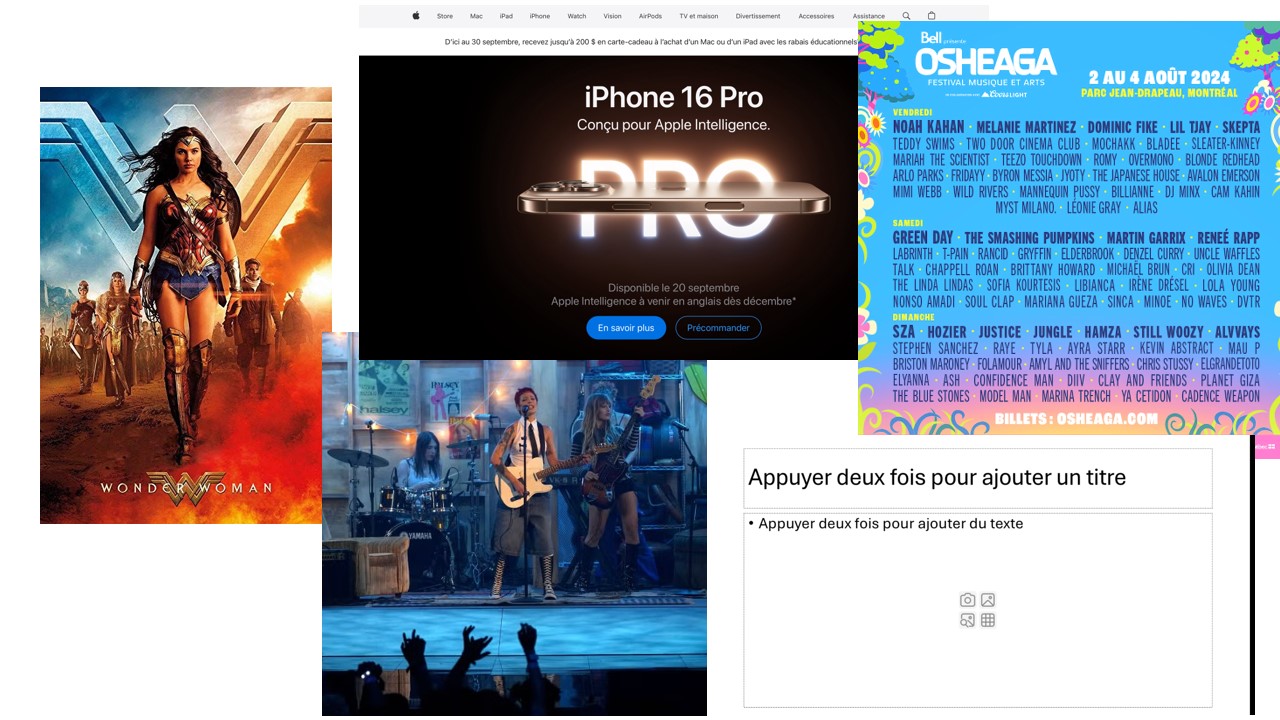 Store Mac iPad iPhone Watch Vision AirPods TV et maison Divertissement Accessoires Assistance
D'ici au 30 septembre, recevez jusqu'à 200 $ en carte-cadeau à l'achat d'un Mac ou d'un iPad avec les rabais éducationnels
iPhone 16 Pro
Conçu pour Apple Intelligence.
PRO
Disponible le 20 septembre
Apple Intelligence à venir en anglais dès décembre*
En savoir plus Précommander
Bell présente
OSHEAGA
FESTIVAL MUSIQUE ET ARTS
Coors LIGHT
2 AU 4 AOÛT 2024
PARC JEAN-DRAPEAU, MONTRÉAL
VENDREDI
NOAH KAHAN · MELANIE MARTINEZ · DOMINIC FIKE · LIL TJAY · SKEPTA
TEDDY SWIMS · TWO DOOR CINEMA CLUB · MOCHAKK · BLADEE · SLEATER-KINNEY
MARIAH THE SCIENTIST · TEEZO TOUCHDOWN · ROMY · OVERMONO · BLONDE REDHEAD
ARLO PARKS · FRIDAYY · BYRON MESSIA · JYOTY · THE JAPANESE HOUSE · AVALON EMERSON
MIMI WEBB · WILD RIVERS · MANNEQUIN PUSSY · BILLIANNE · DJ MINX · CAM KAHIN
MYST MILANO. · LÉONIE GRAY · ALIAS
SAMEDI
GREEN DAY · THE SMASHING PUMPKINS · MARTIN GARRIX · RENEÉ RAPP
LABRINTH · T-PAIN · RANCID · GRYFFIN · ELDERBROOK · DENZEL CURRY · UNCLE WAFFLES
TALK · CHAPPELL ROAN · BRITTANY HOWARD · MICHAËL BRUN · CRI · OLIVIA DEAN
THE LINDA LINDAS · SOFIA KOURTESIS · LIBIANCA · IRÈNE DRÉSEL · LOLA YOUNG
NONSO AMADI · SOUL CLAP · MARIANA GUEZA · SINCA · MINOE · NO WAVES · DVTR
DIMANCHE
SZA · HOZIER · JUSTICE · JUNGLE · HAMZA · STILL WOOZY · ALVVAYS
STEPHEN SANCHEZ · RAYE · TYLA · AYRA STARR · KEVIN ABSTRACT · MAU P
BRISTON MARONEY · FOLAMOUR · AMYL AND THE SNIFFERS · CHRIS STUSSY · ELGRANDETOTO
ELYANNA · ASH · CONFIDENCE MAN · DIIV · CLAY AND FRIENDS · PLANET GIZA
THE BLUE STONES · MODEL MAN · MARINA TRENCH · YA CETIDON · CADENCE WEAPON
BILLETS : OSHEAGA.COM
WONDER WOMAN
halsey
HALSEY
YAMAHA
Appuyer deux fois pour ajouter un titre
• Appuyer deux fois pour ajouter du texte